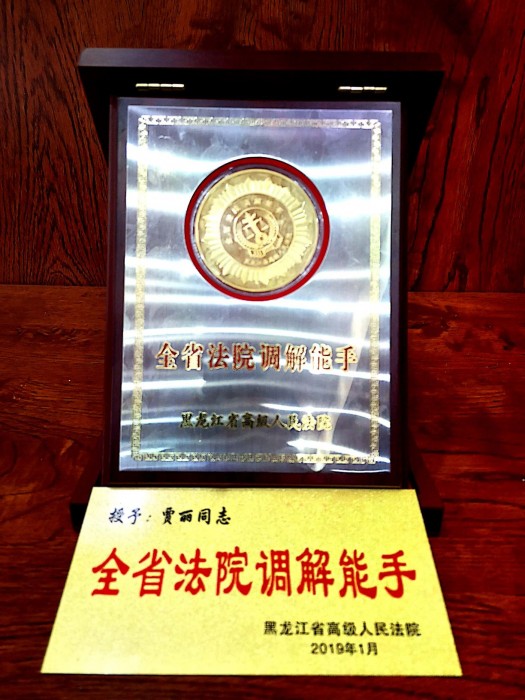 全省法院调解能手
黑龙江省高级人民法院
授予：贾丽同志
全省法院调解能手
黑龙江省高级人民法院
2019年1月